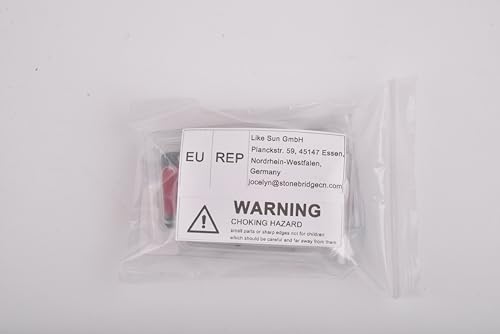 EU REP
Like Sun GmbH
Planckstr. 59, 45147 Essen,
Nordrhein-Westfalen,
Germany
jocelyn@stonebridgecn.com
WARNING
CHOKING HAZARD
small parts or sharp edges not for children
which should be careful and far away from them